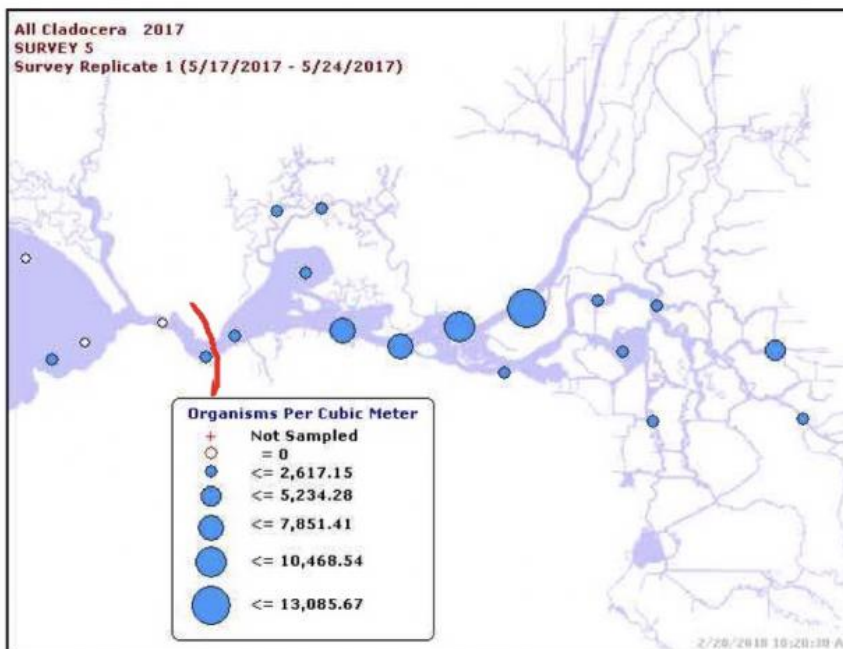 All Cladocera 2017
SURVEY 5
Survey Replicate 1 (5/17/2017 - 5/24/2017)
Organisms Per Cubic Meter
Not Sampled
= 0
<= 2,617.15
<= 5,234.28
<= 7,851.41
<= 10,468.54
<= 13,085.67